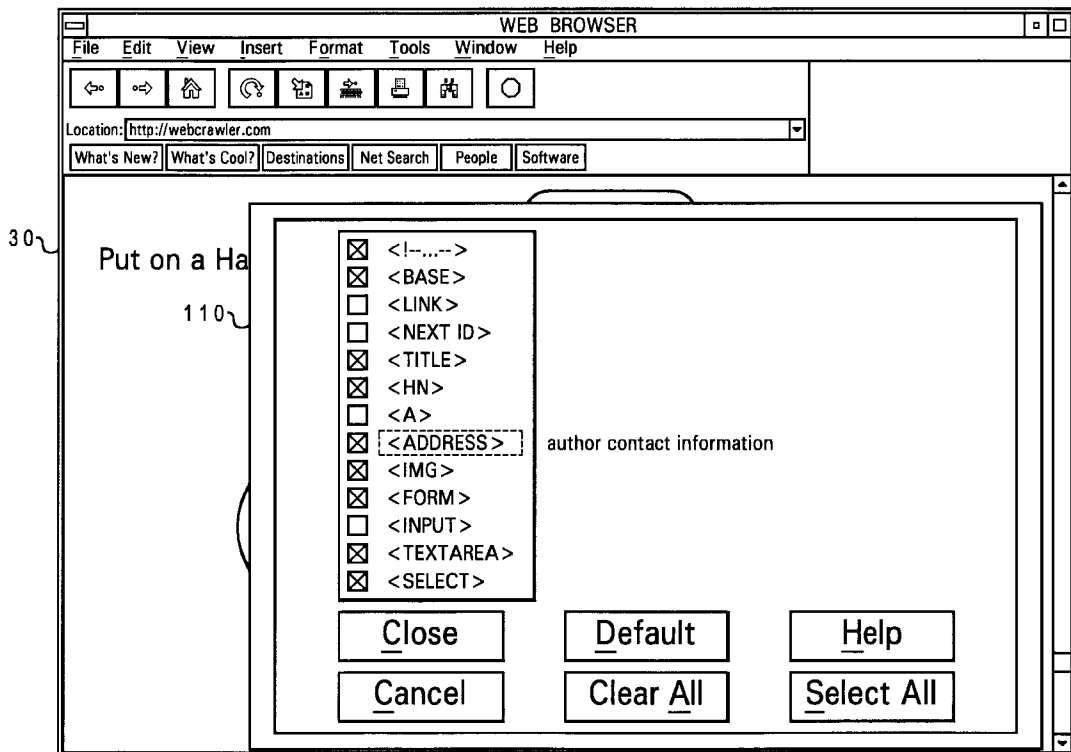 WEB BROWSER
File Edit View Insert Format Tools Window Help
Location: http://webcrawler.com
What's New? What's Cool? Destinations Net Search People Software
30
Put on a Ha
110
<!--...-->
<BASE>
<LINK>
<NEXT ID>
<TITLE>
<HN>
<A>
<ADDRESS> author contact information
<IMG>
<FORM>
<INPUT>
<TEXTAREA>
<SELECT>
Close Default Help
Cancel Clear All Select All